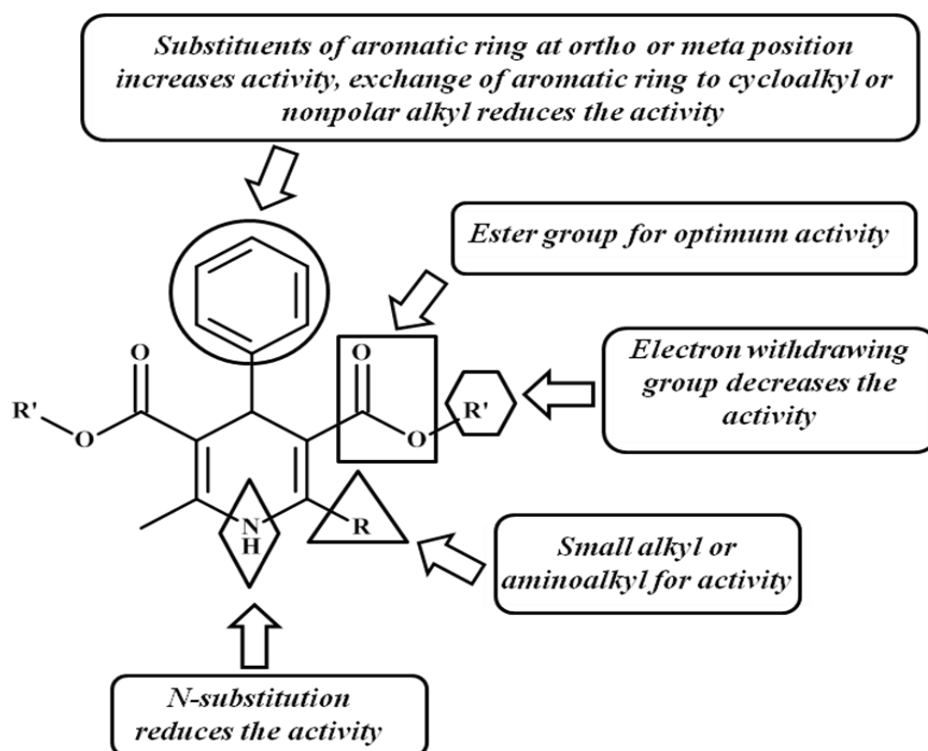 Substituents of aromatic ring at ortho or meta position
increases activity, exchange of aromatic ring to cycloalkyl or
nonpolar alkyl reduces the activity
Ester group for optimum activity
Electron withdrawing
group decreases the
activity
O
O
R'
R'
O
O
N
H
R
Small alkyl or
aminoalkyl for activity
N-substitution
reduces the activity